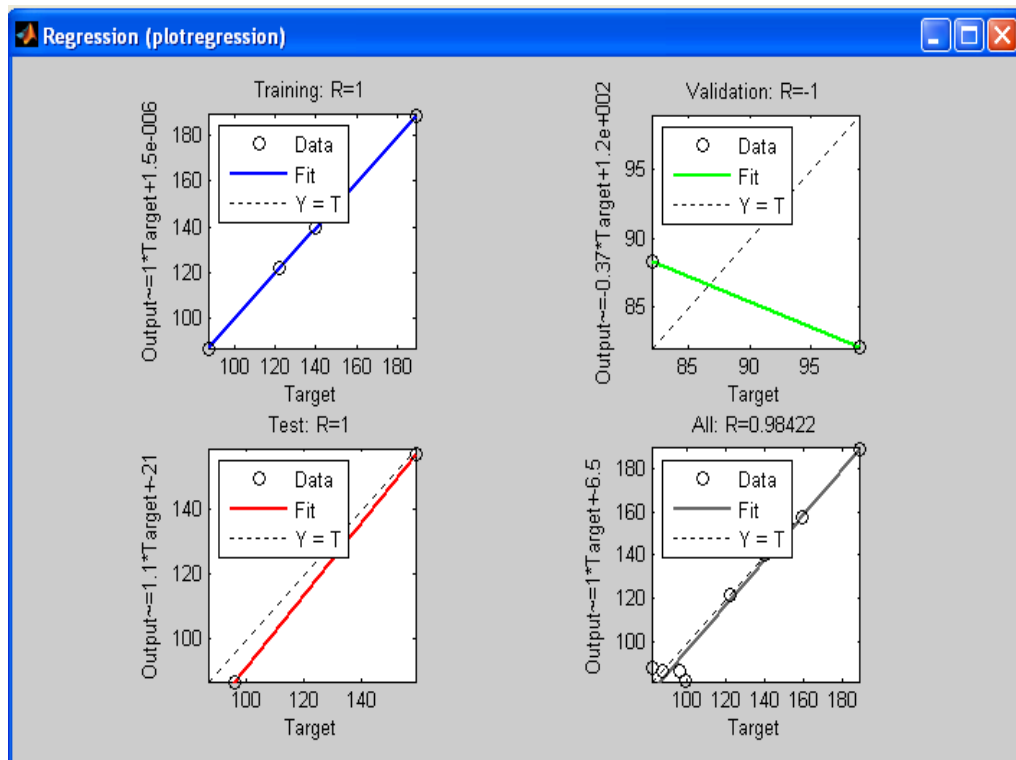 Regression (plotregression)
Training: R=1
Output~=1*Target+1.5e-006
180
160
140
120
100
Data
Fit
Y = T
100 120 140 160 180
Target
Validation: R=-1
Output~=-0.37*Target+1.2e+002
95
90
85
Data
Fit
Y = T
85 90 95
Target
Test: R=1
Output~=1.1*Target+-21
140
120
100
Data
Fit
Y = T
100 120 140
Target
All: R=0.98422
Output~=1*Target+-6.5
180
160
140
120
100
Data
Fit
Y = T
100 120 140 160 180
Target